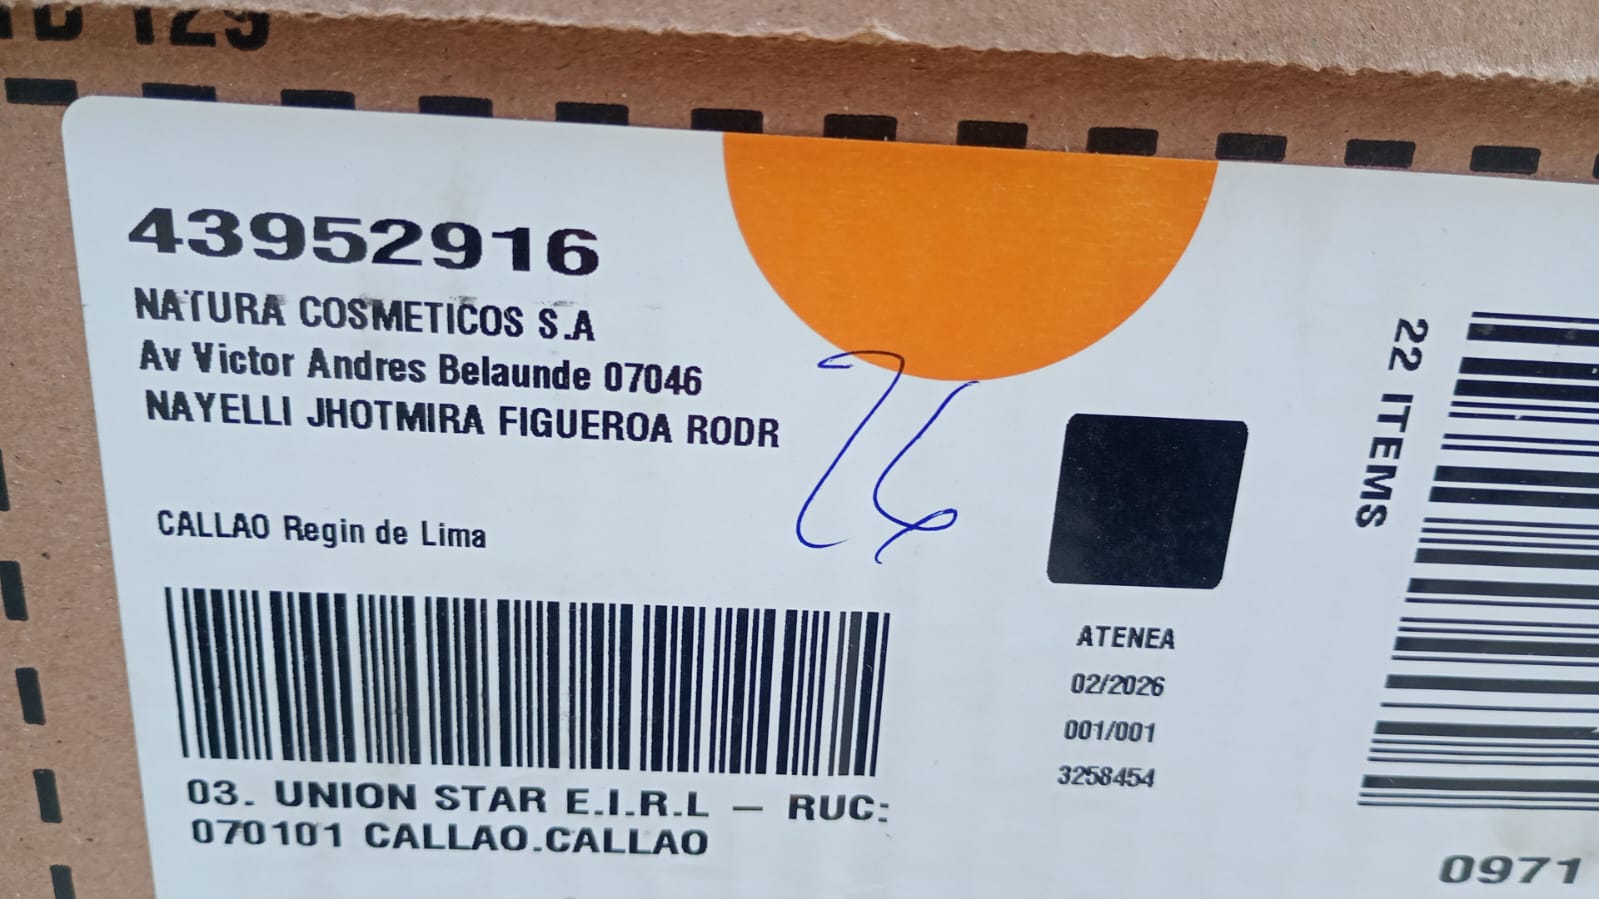 43952916
NATURA COSMETICOS S.A
Av Victor Andres Belaunde 07046
NAYELLI JHOTMIRA FIGUEROA RODR
CALLAO Regin de Lima
03. UNION STAR E.I.R.L – RUC:
070101 CALLAO.CALLAO
ATENEA
02/2026
001/001
3258454
22 ITEMS
0971